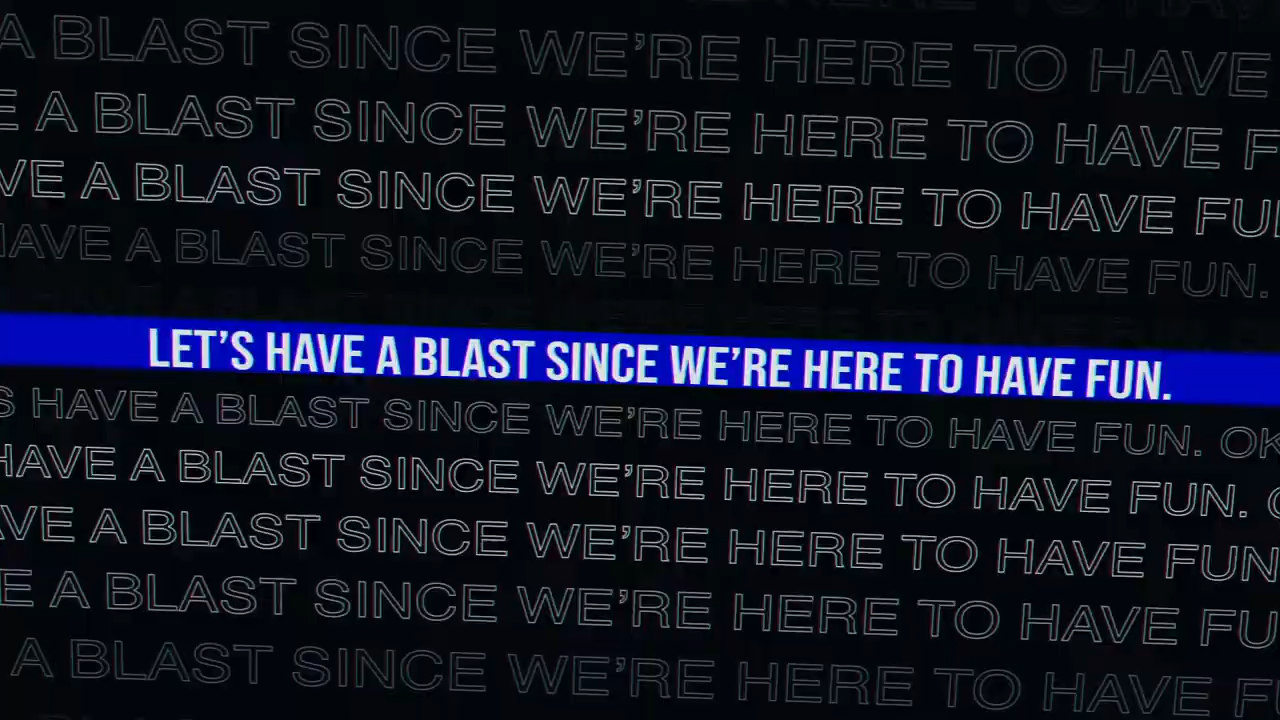 A BLAST SINCE WE'RE HERE TO HAVE
E A BLAST SINCE WE'RE HERE TO HAVE F
VE A BLAST SINCE WE'RE HERE TO HAVE FU
HAVE A BLAST SINCE WE'RE HERE TO HAVE FUN.
LET'S HAVE A BLAST SINCE WE'RE HERE TO HAVE FUN.
S HAVE A BLAST SINCE WE'RE HERE TO HAVE FUN. OK
HAVE A BLAST SINCE WE'RE HERE TO HAVE FUN.
AVE A BLAST SINCE WE'RE HERE TO HAVE FUN
E A BLAST SINCE WE'RE HERE TO HAVE FU
A BLAST SINCE WE'RE HERE TO HAVE F